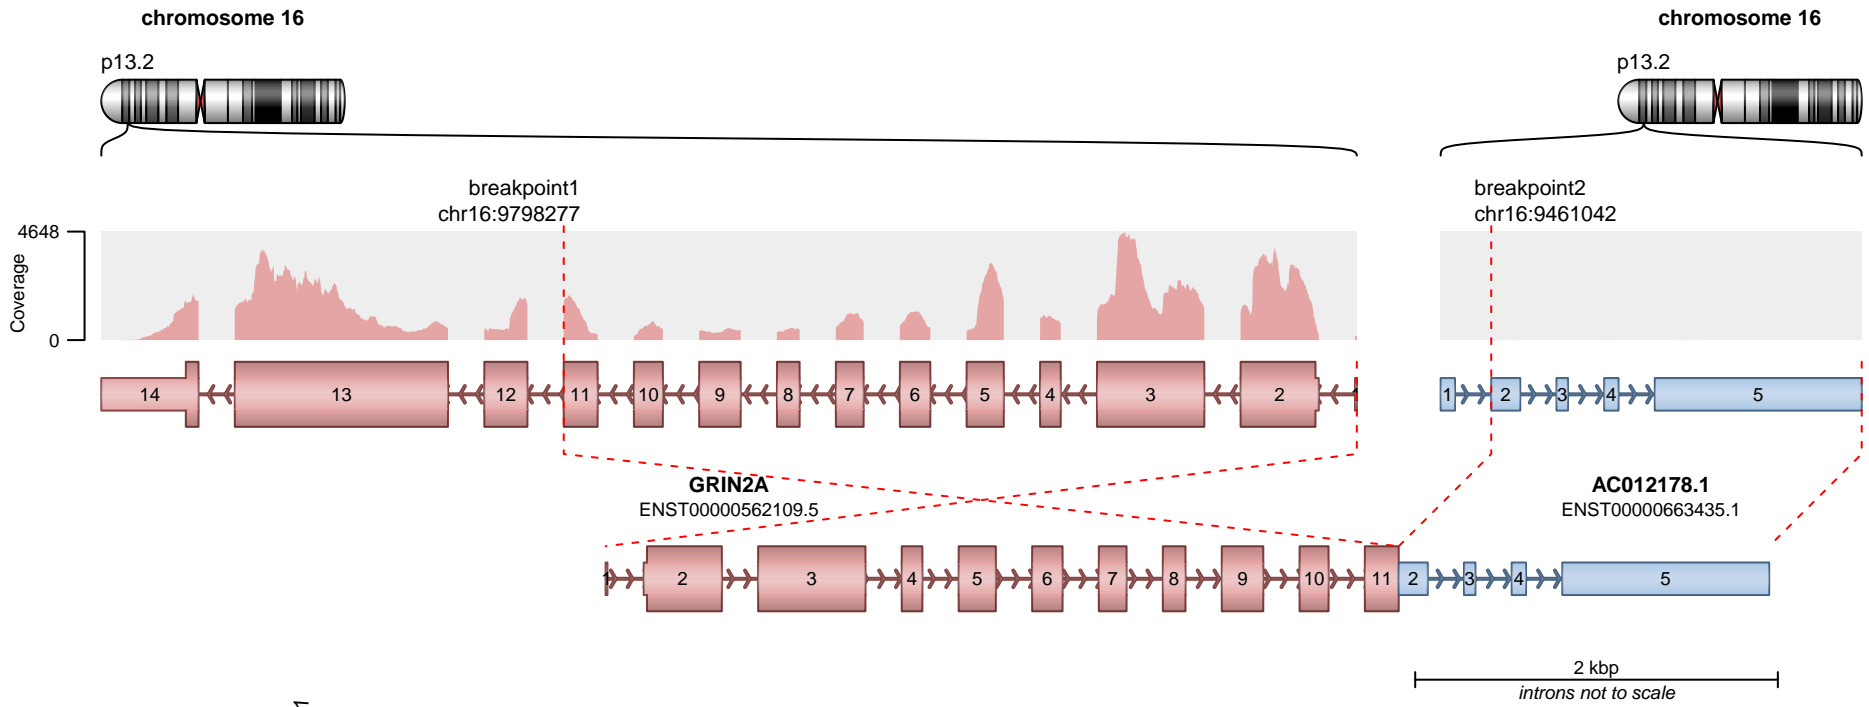 chromosome 16
chromosome 16
p13.2
p13.2
breakpoint1
chr16:9798277
breakpoint2
chr16:9461042
4648
Coverage
0
14 13 12 11 10 9 8 7 6 5 4 3 2 1
1 2 3 4 5
GRIN2A
ENST00000562109.5
AC012178.1
ENST00000663435.1
1 2 3 4 5 6 7 8 9 10 11 2 3 4 5
2 kbp
introns not to scale